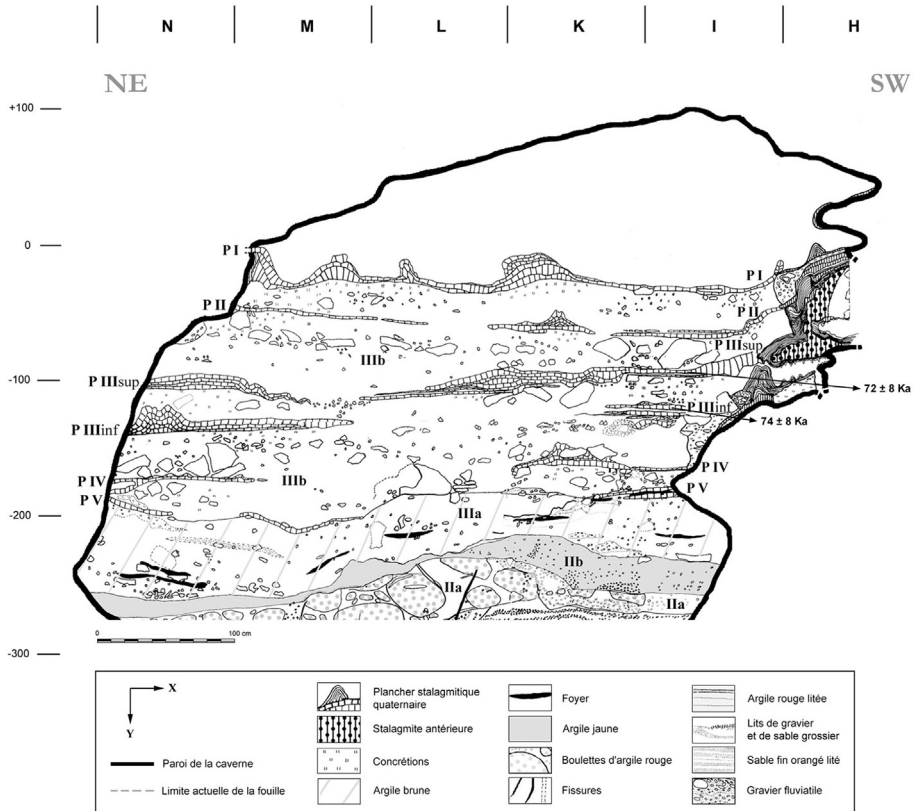 N M L K I H
NE SW
+100
0
P I P I
P II P II
IIIb P IIIsup
-100 P IIIsup 72 ± 8 Ka
P IIIinf 74 ± 8 Ka
P IIIinf
P IV IIIb P IV
P V P V
-200 IIIa
IIb
IIa IIa
0 100 cm
-300
X
Y
Paroi de la caverne
Limite actuelle de la fouille
Plancher stalagmitique
quaternaire
Stalagmite antérieure
Concrétions
Argile brune
Foyer
Argile jaune
Boulettes d'argile rouge
Fissures
Argile rouge litée
Lits de gravier
et de sable grossier
Sable fin orangé lité
Gravier fluviatile